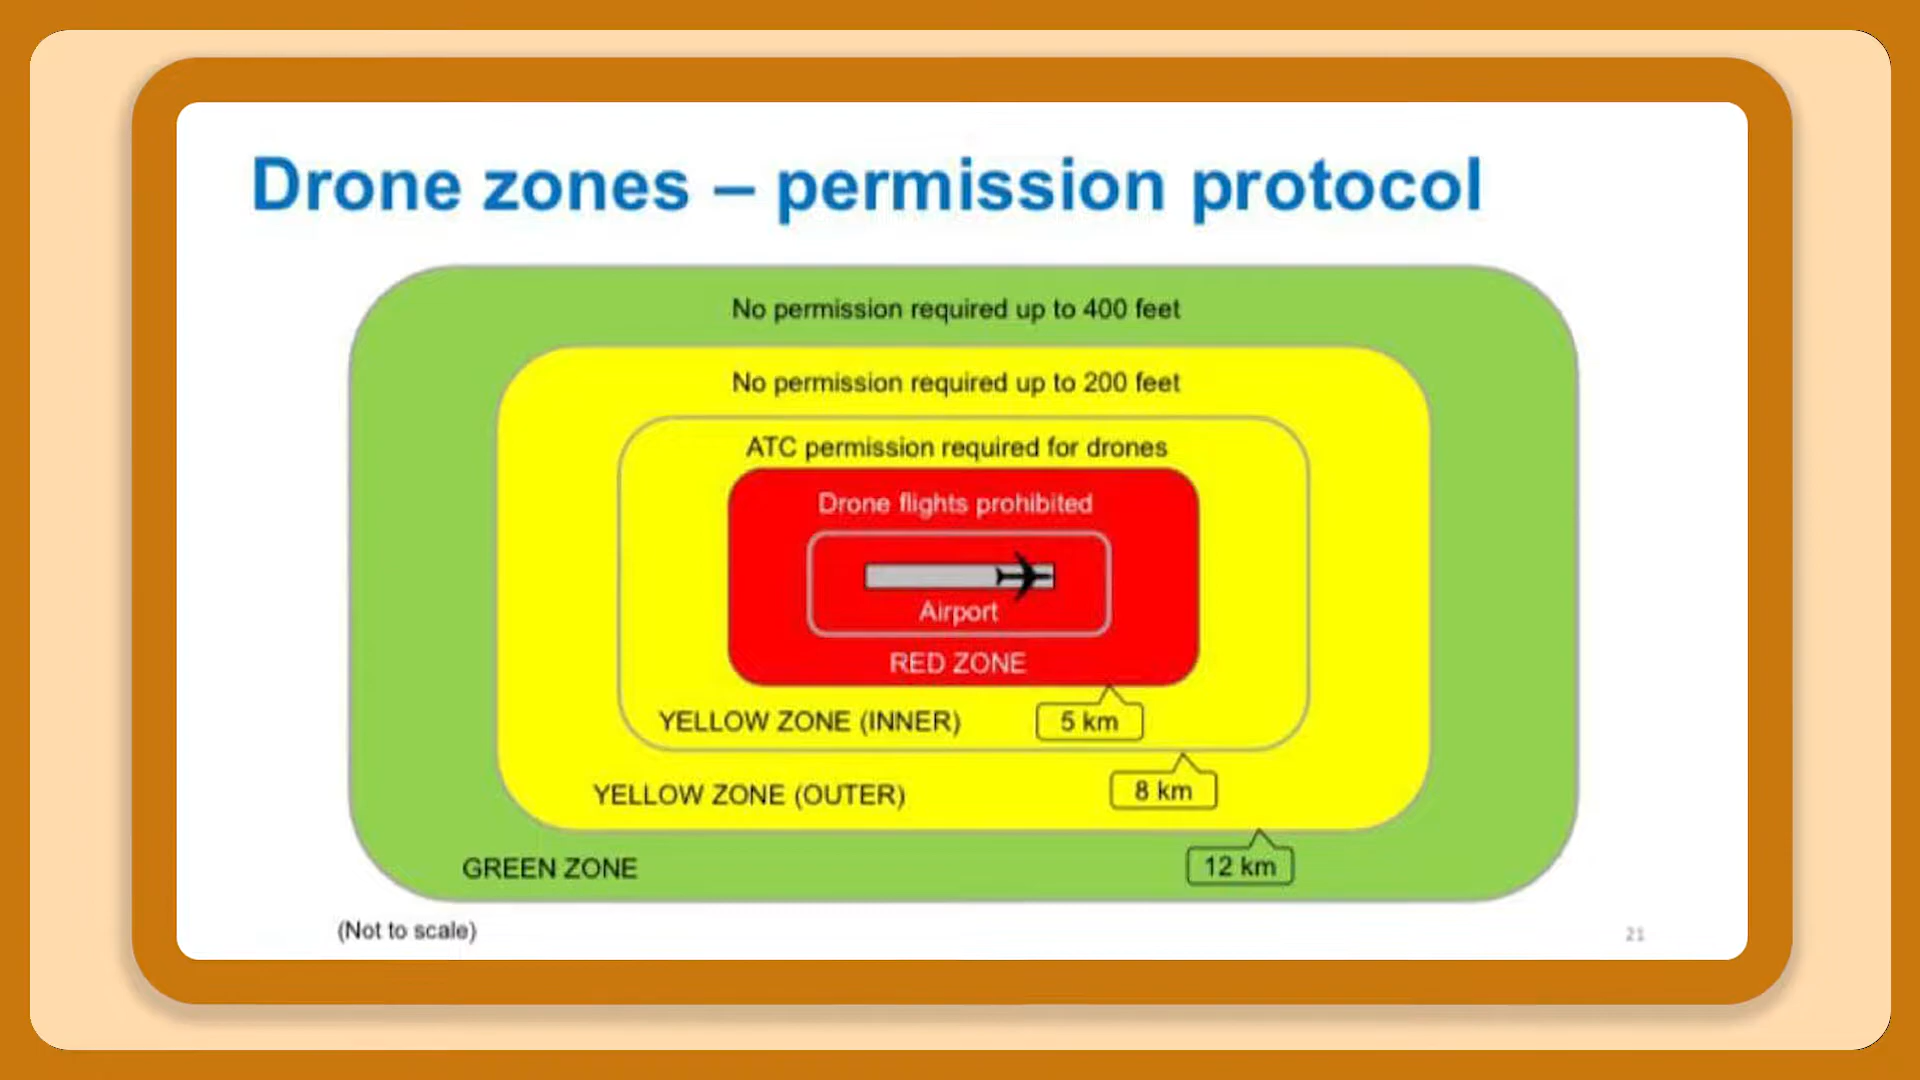 Drone zones – permission protocol
No permission required up to 400 feet
No permission required up to 200 feet
ATC permission required for drones
Drone flights prohibited
Airport
RED ZONE
YELLOW ZONE (INNER)
5 km
YELLOW ZONE (OUTER)
8 km
GREEN ZONE
12 km
(Not to scale)
21